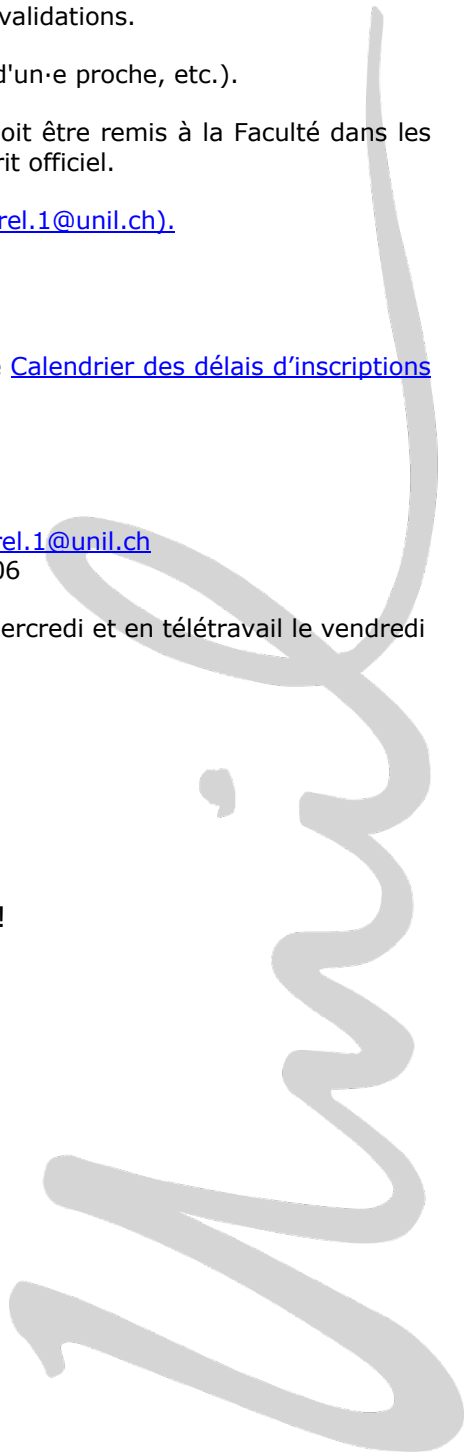 validations.
d'un·e proche, etc.).
oit être remis à la Faculté dans les
rit officiel.
rel.1@unil.ch).
Calendrier des délais d'inscriptions
rel.1@unil.ch
06
ercredi et en télétravail le vendredi
!
Unil